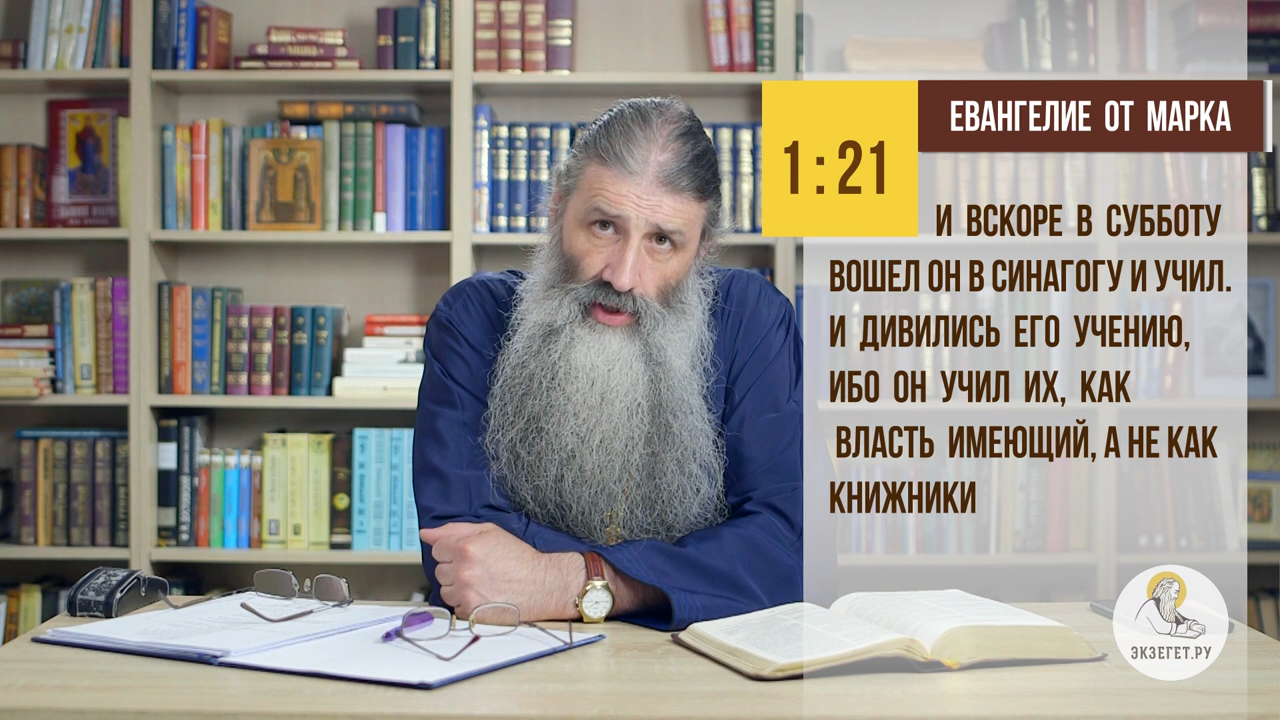 ЕВАНГЕЛИЕ ОТ МАРКА
1:21
И ВСКОРЕ В СУББОТУ
ВОШЕЛ ОН В СИНАГОГУ И УЧИЛ.
И ДИВИЛИСЬ ЕГО УЧЕНИЮ,
ИБО ОН УЧИЛ ИХ, КАК
ВЛАСТЬ ИМЕЮЩИЙ, А НЕ КАК
КНИЖНИКИ
ЭКЗЕГЕТ.РУ